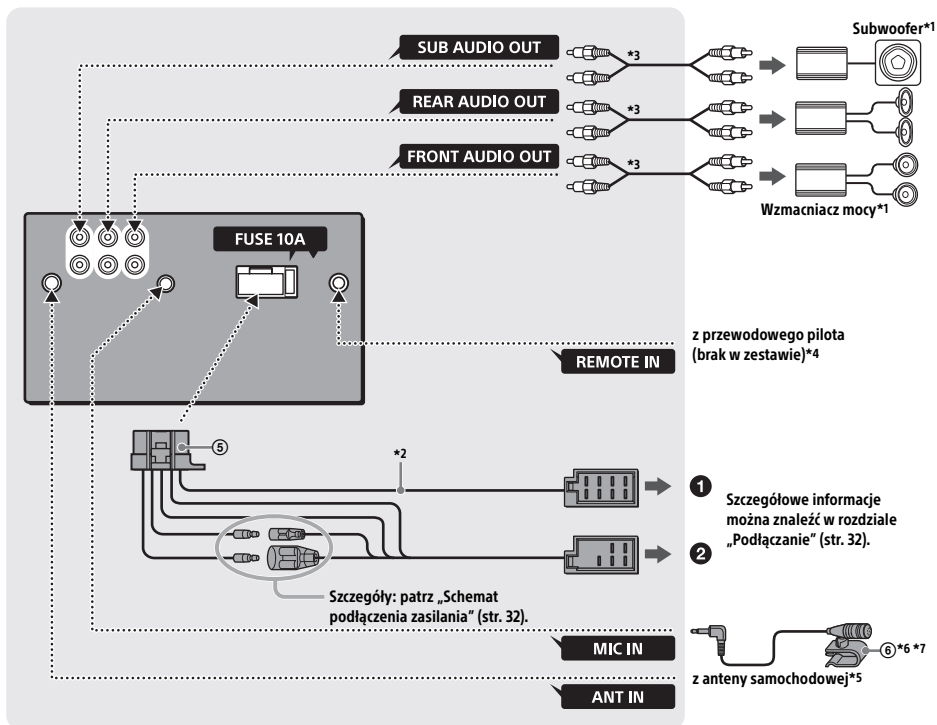 Subwoofer*1
SUB AUDIO OUT
*3
REAR AUDIO OUT
*3
FRONT AUDIO OUT
*3
Wzmacniacz mocy*1
FUSE 10A
z przewodowego pilota
(brak w zestawie)*4
REMOTE IN
⑤
*2
❶
Szczegółowe informacje
można znaleźć w rozdziale
„Podłączanie” (str. 32).
❷
Szczegóły: patrz „Schemat
podłączenia zasilania” (str. 32).
MIC IN
⑥*6 *7
z anteny samochodowej*5
ANT IN